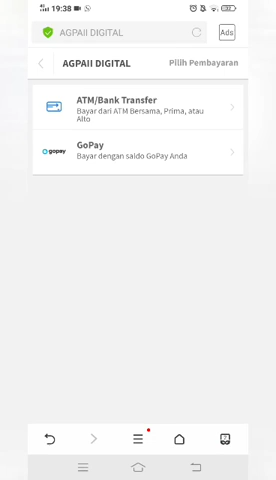 19:38
AGPAII DIGITAL
Ads
AGPAII DIGITAL
Pilih Pembayaran
ATM/Bank Transfer
Bayar dari ATM Bersama, Prima, atau
Alto
gopay
GoPay
Bayar dengan saldo GoPay Anda